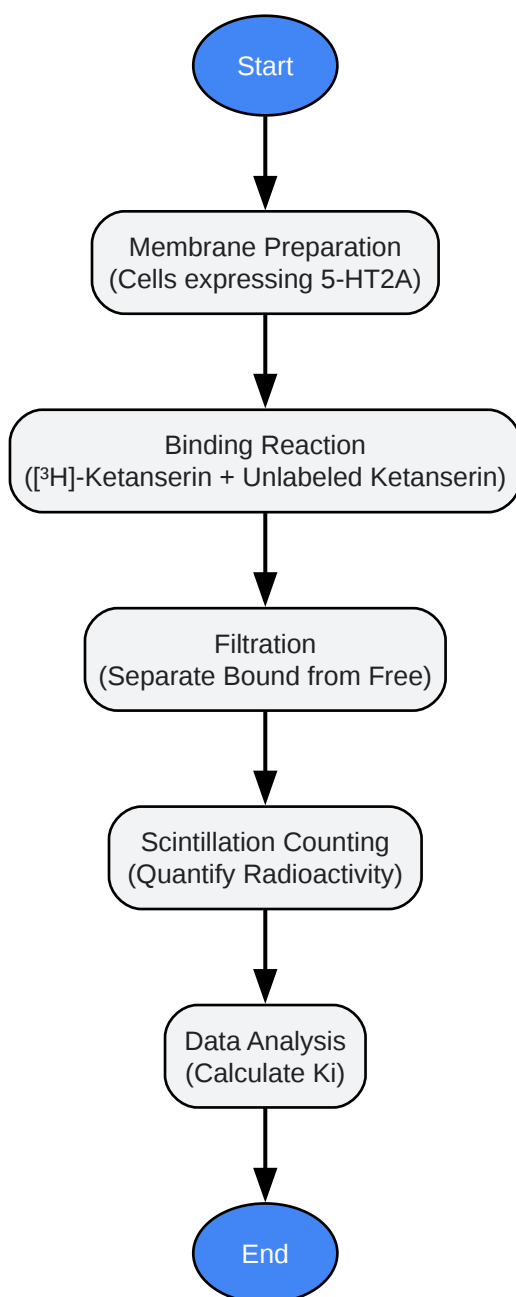 Start
Membrane Preparation
(Cells expressing 5-HT2A)
Binding Reaction
([³H]-Ketanserin + Unlabeled Ketanserin)
Filtration
(Separate Bound from Free)
Scintillation Counting
(Quantify Radioactivity)
Data Analysis
(Calculate Ki)
End